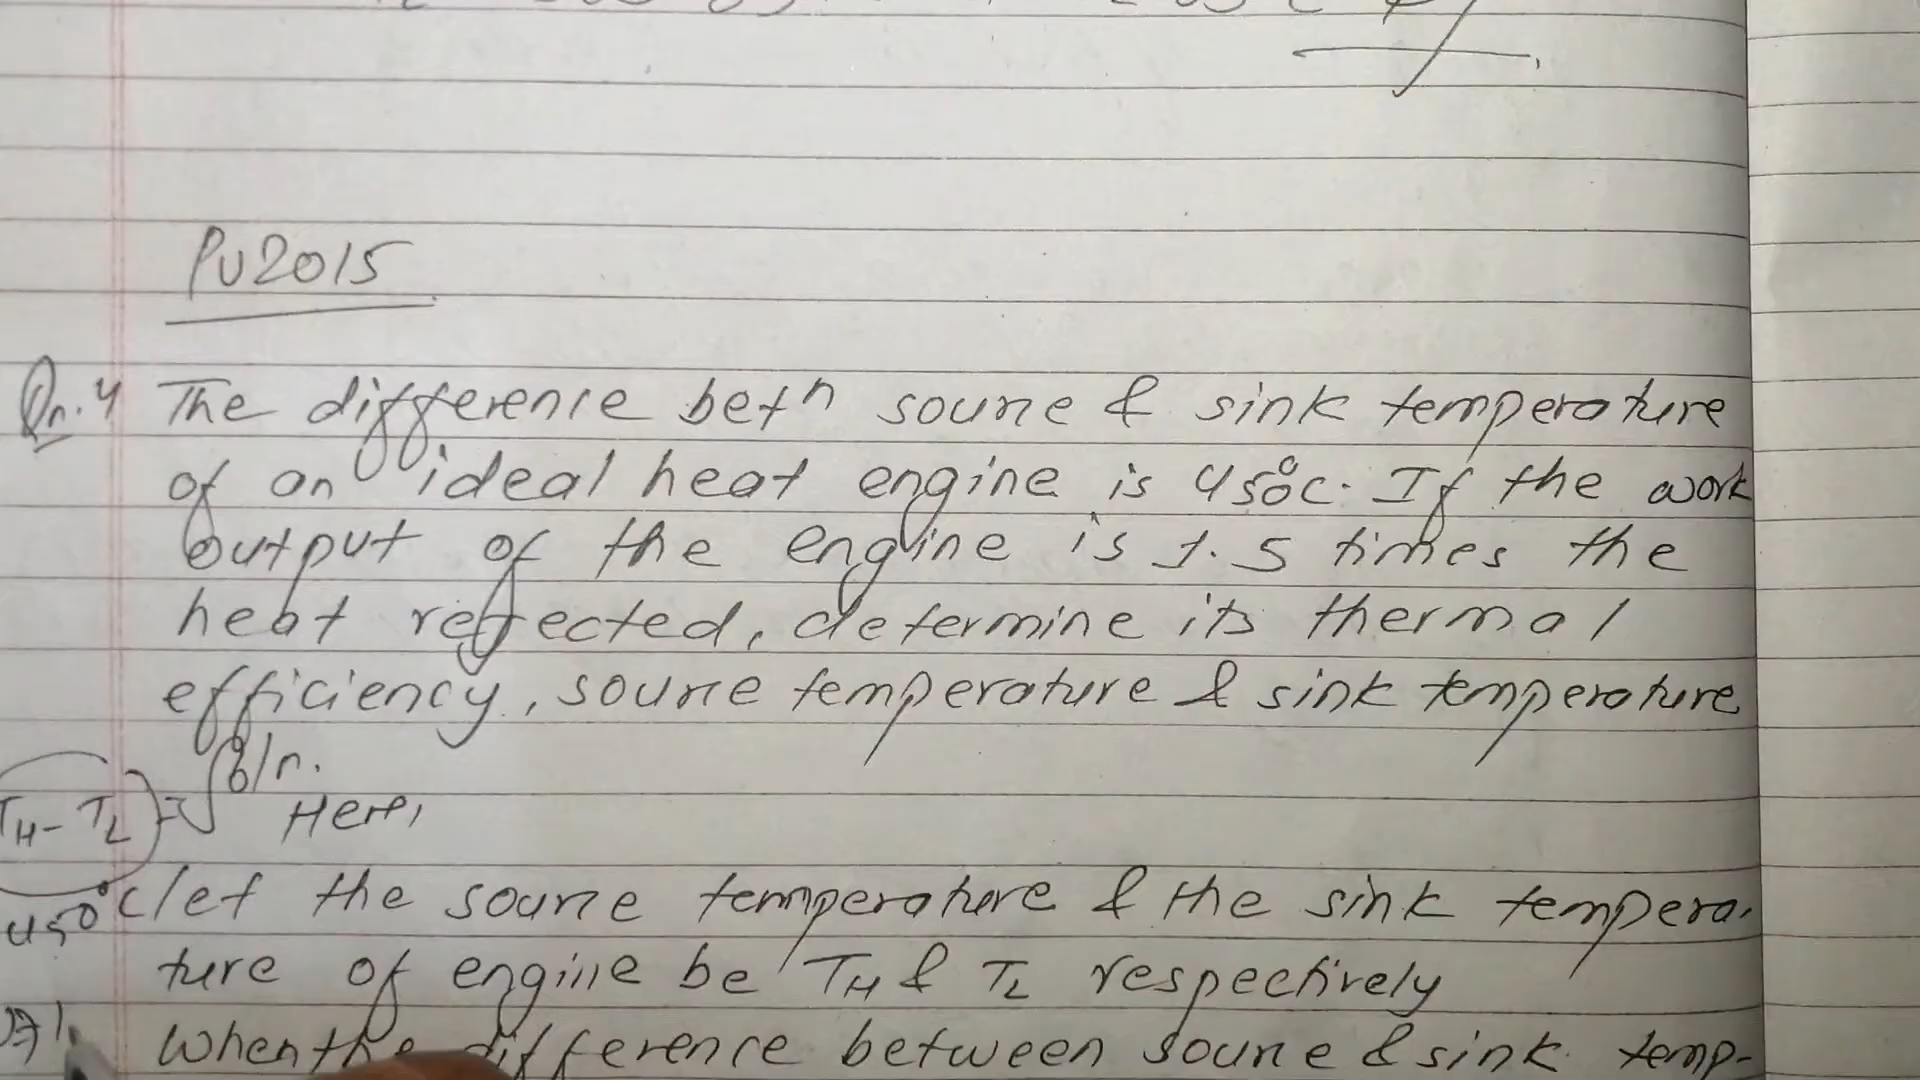 PU2015
Qn.4 The difference betn source & sink temperature
of an ideal heat engine is 450°c. If the work
output of the engine is 1.5 times the
heat rejected, determine its thermal
efficiency, source temperature & sink temperature
Sol/n.
TH - TL) =
Here,
450°c
let the source temperature & the sink tempera-
ture of engine be TH & TL respectively
When the difference between source & sink temp-